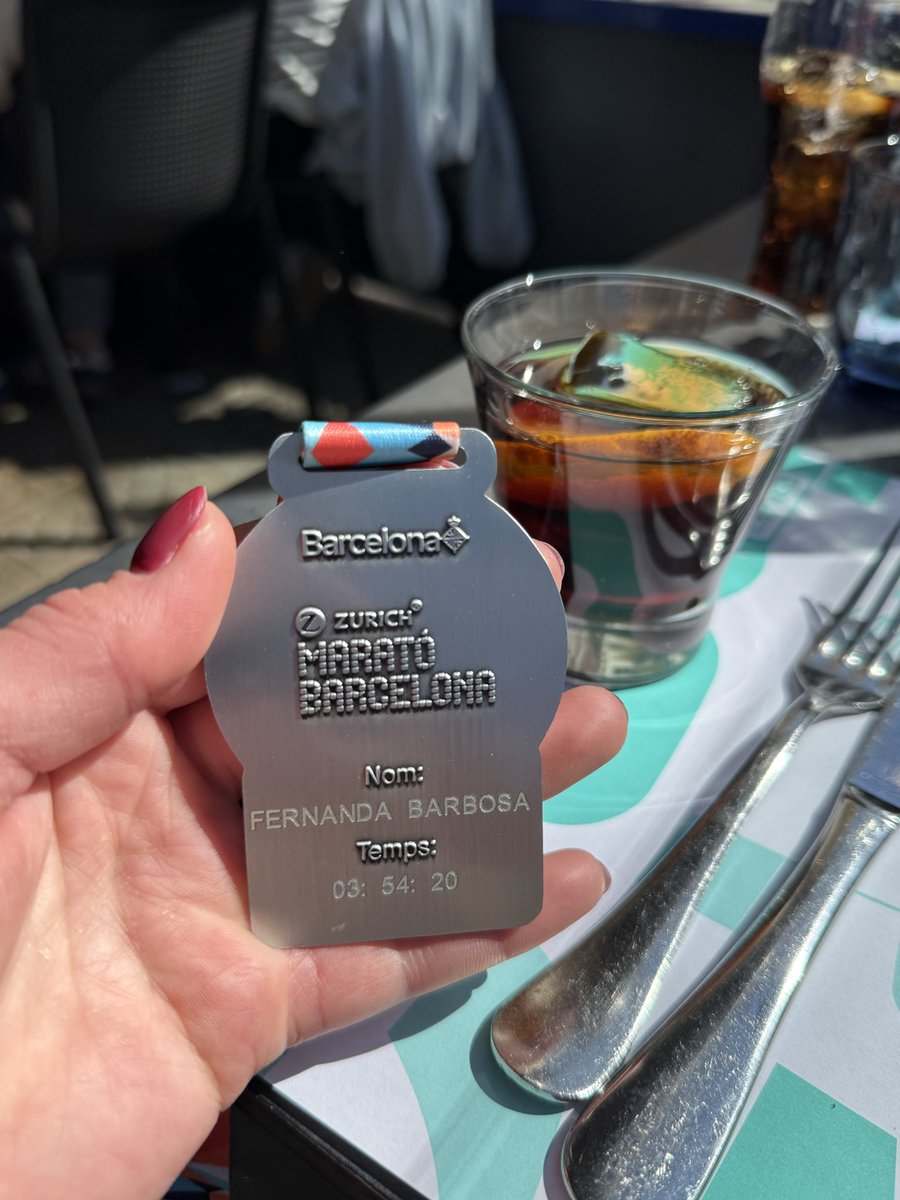 Barcelona
Z ZURICH®
MARATÓ
BARCELONA
Nom:
FERNANDA BARBOSA
Temps:
03: 54: 20